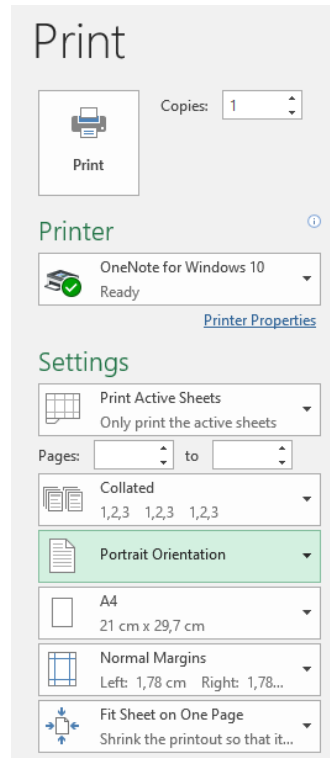 Print
Copies: 1
Print
Printer
OneNote for Windows 10
Ready
Printer Properties
Settings
Print Active Sheets
Only print the active sheets
Pages: to
Collated
1,2,3 1,2,3 1,2,3
Portrait Orientation
A4
21 cm x 29,7 cm
Normal Margins
Left: 1,78 cm Right: 1,78...
Fit Sheet on One Page
Shrink the printout so that it...